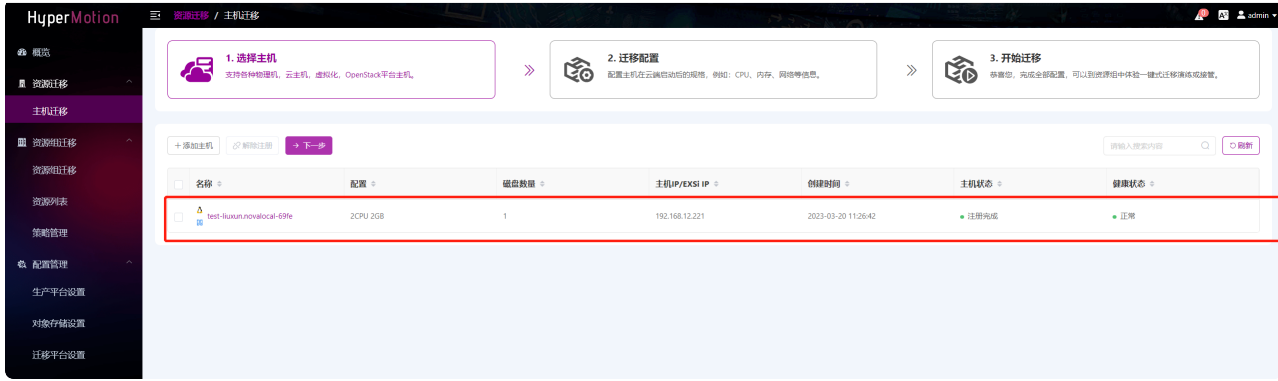 HyperMotion
资源迁移 / 主机迁移
admin
概览
资源迁移
主机迁移
资源组迁移
资源组迁移
资源列表
策略管理
配置管理
生产平台设置
对象存储设置
迁移平台设置
1. 选择主机
支持各种物理机、云主机、虚拟化、OpenStack平台主机。
2. 迁移配置
配置主机在云端启动后的规格，例如：CPU、内存、网络等信息。
3. 开始迁移
恭喜您，完成全部配置，可以到资源组中体验一键式迁移演练或接管。
+ 添加主机 解除注册 → 下一步 请输入搜索内容 刷新
名称 配置 磁盘数量 主机IP/EXSi IP 创建时间 主机状态 健康状态
test-liuxun.novalocal-69fe 2CPU 2GB 1 192.168.12.221 2023-03-20 11:26:42 注册完成 正常